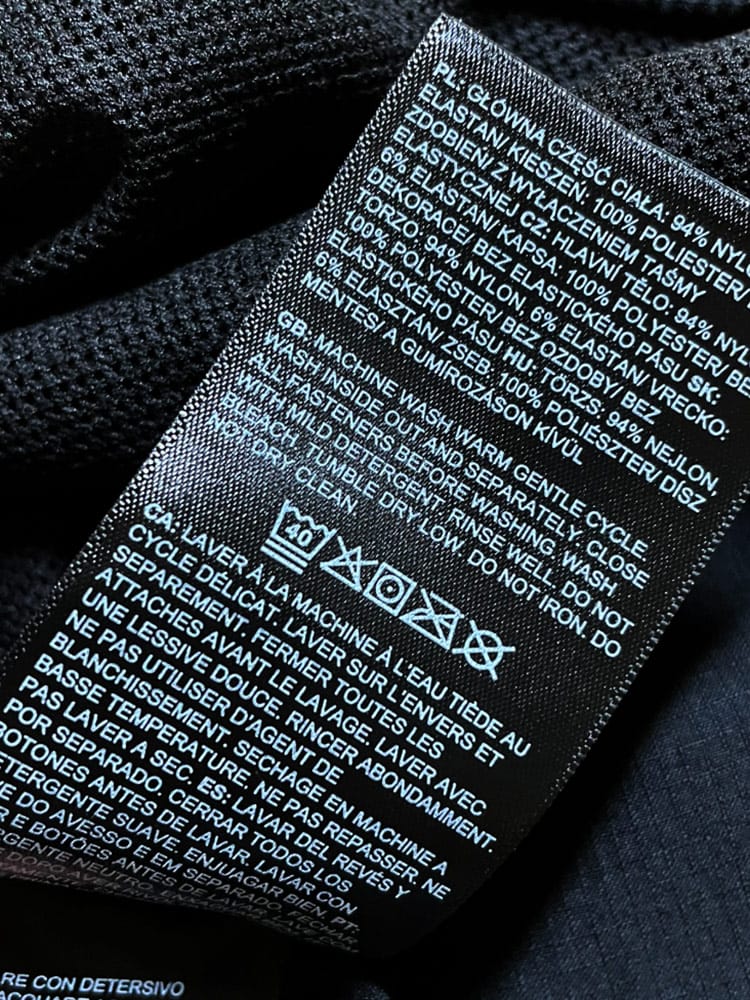 PL: GŁÓWNA CZĘŚĆ CIAŁA: 94% NYL
ELASTAN/ KIESZEŃ: 100% POLIESTER/
ZDOBIEŃ/ Z WYŁĄCZENIEM TAŚMY
ELASTYCZNEJ CZ: HLAVNÍ TĚLO: 94% NYL
6% ELASTAN/ KAPSA: 100% POLYESTER/ BE
DEKORACE/ BEZ ELASTICKÉHO PÁSU SK:
TORZO: 94% NYLON, 6% ELASTAN/ VRECKO:
100% POLYESTER/ BEZ OZDOBY/ BEZ
ELASTICKÉHO PÁSU HU: TÖRZS: 94% NEJLON,
6% ELASZTÁN/ ZSEB: 100% POLIÉSZTER/ DÍSZ
MENTES/ A GUMIROZÁSON KÍVÜL
GB: MACHINE WASH WARM GENTLE CYCLE.
WASH INSIDE OUT AND SEPARATELY. CLOSE
ALL FASTENERS BEFORE WASHING. WASH
WITH MILD DETERGENT. RINSE WELL. DO NOT
BLEACH. TUMBLE DRY LOW. DO NOT IRON. DO
NOT DRY CLEAN
40
CA: LAVER À LA MACHINE À L'EAU TIÈDE AU
CYCLE DÉLICAT. LAVER SUR L'ENVERS ET
SEPAREMENT. FERMER TOUTES LES
ATTACHES AVANT LE LAVAGE. LAVER AVEC
UNE LESSIVE DOUCE. RINCER ABONDAMMENT.
NE PAS UTILISER D'AGENT DE
BLANCHISSEMENT. SECHAGE EN MACHINE A
BASSE TEMPERATURE. NE PAS REPASSER. NE
PAS LAVER A SEC. ES: LAVAR DEL REVÉS Y
POR SEPARADO. CERRAR TODOS LOS
BOTONES ANTES DE LAVAR. LAVAR CON
DETERGENTE SUAVE. ENJUAGAR BIEN. PT:
DO AVESSO E EM SEPARADO. FECHAR
E BOTÕES ANTES DE LAVAR.
NEUTRO.
RE CON DETERSIVO